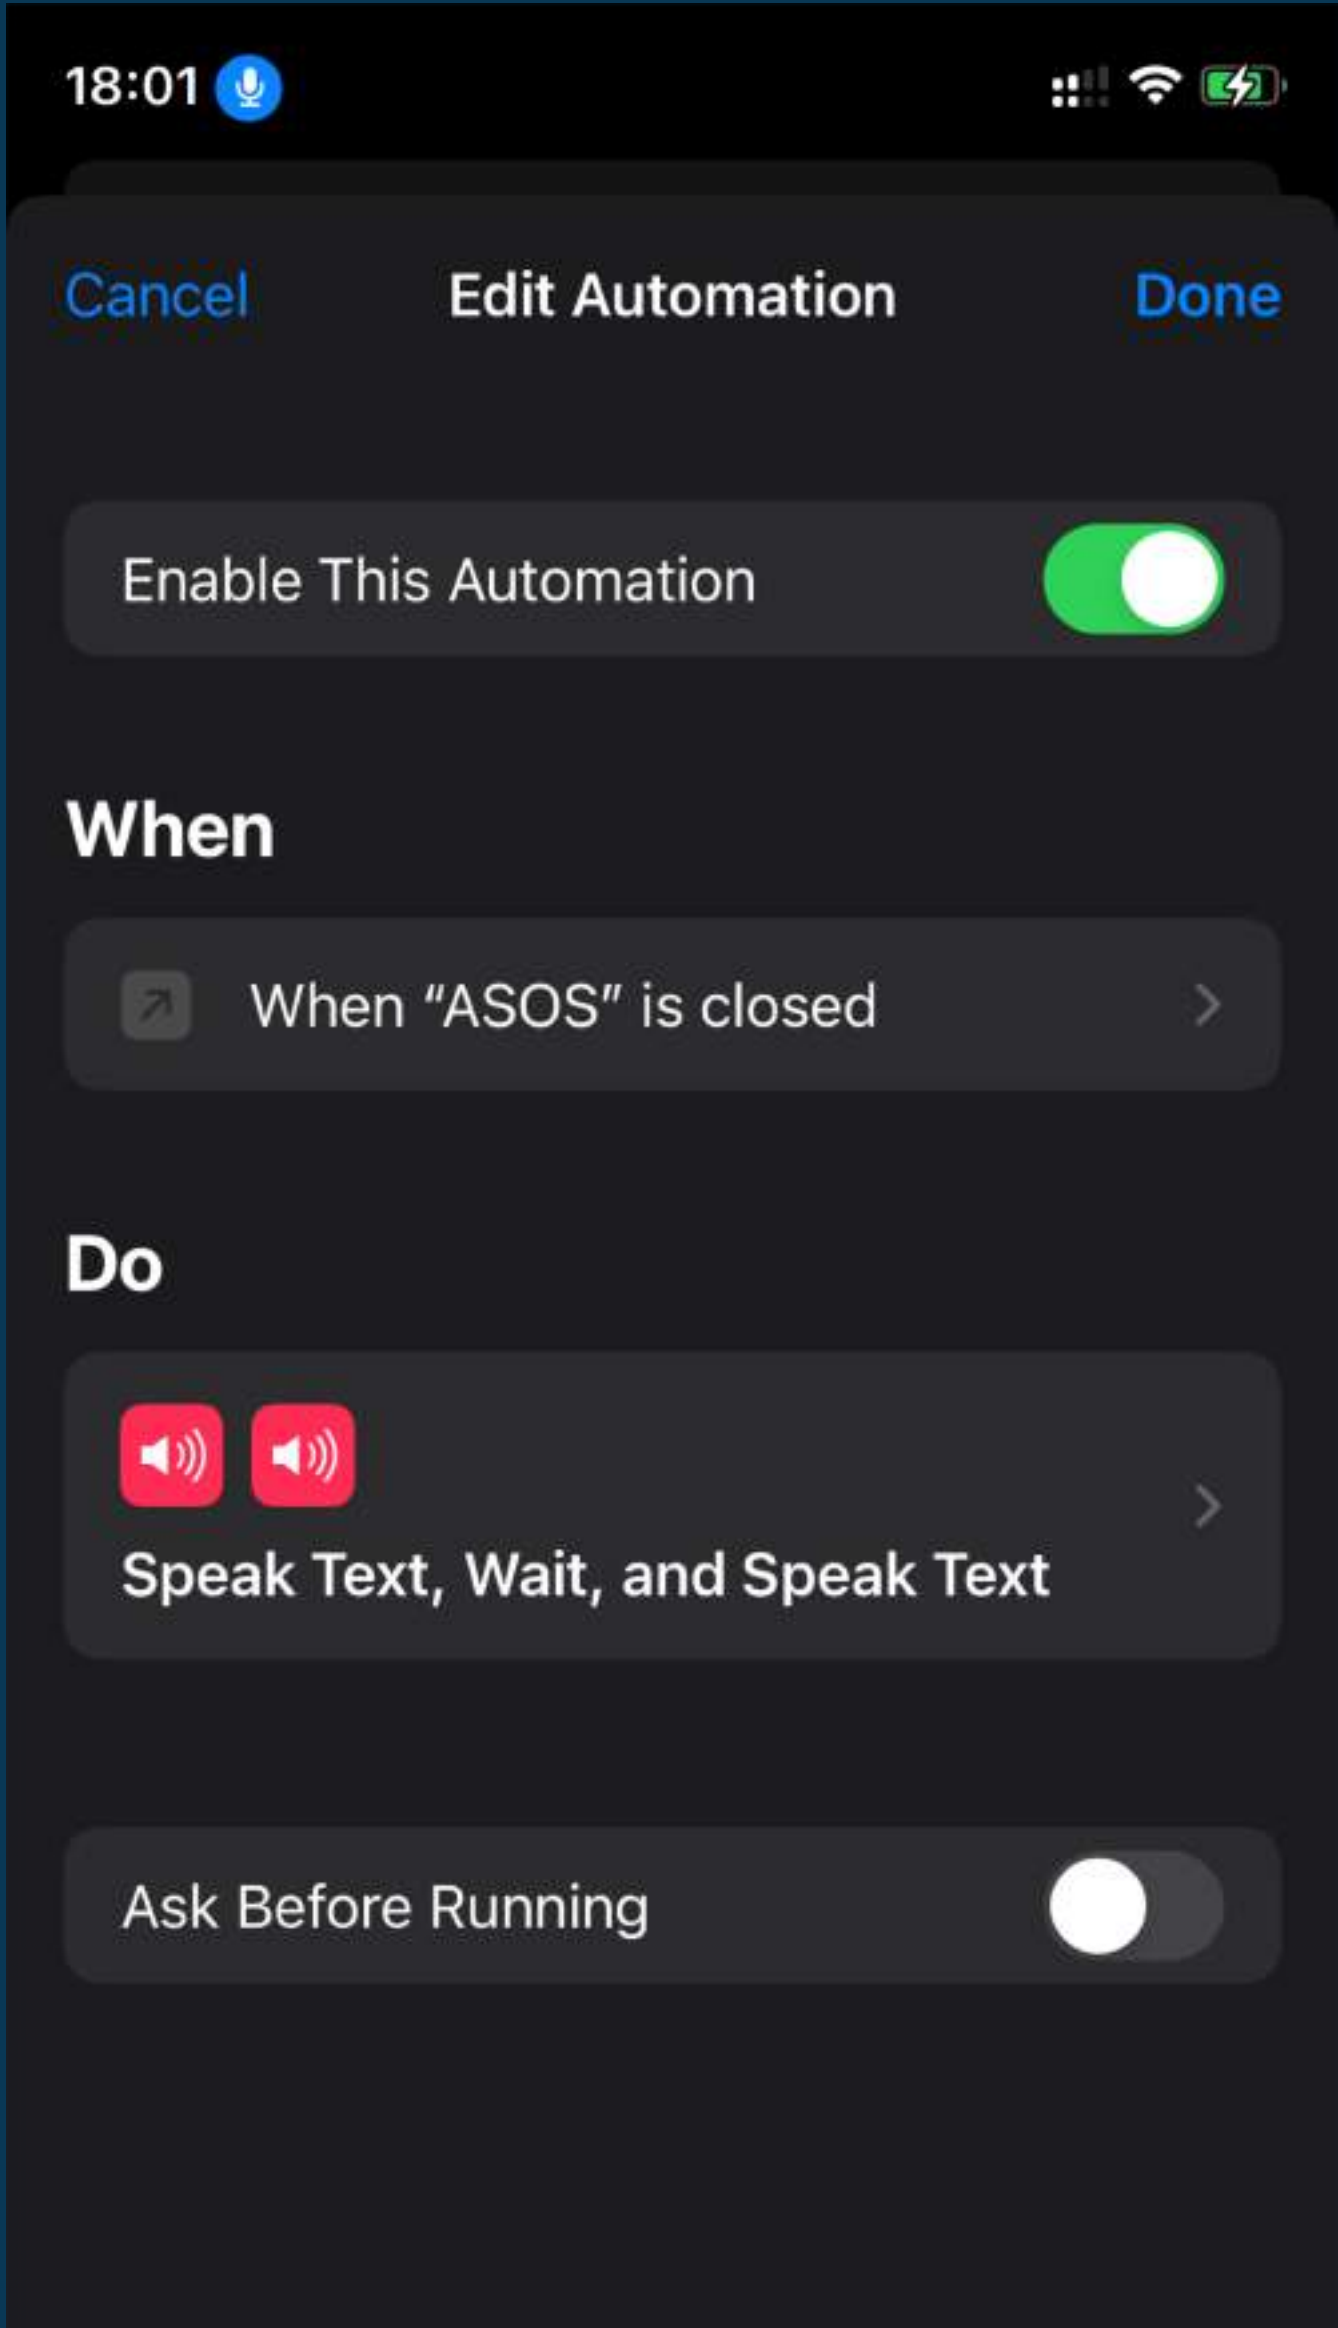 18:01
Cancel Edit Automation Done
Enable This Automation
When
When “ASOS” is closed
Do
Speak Text, Wait, and Speak Text
Ask Before Running